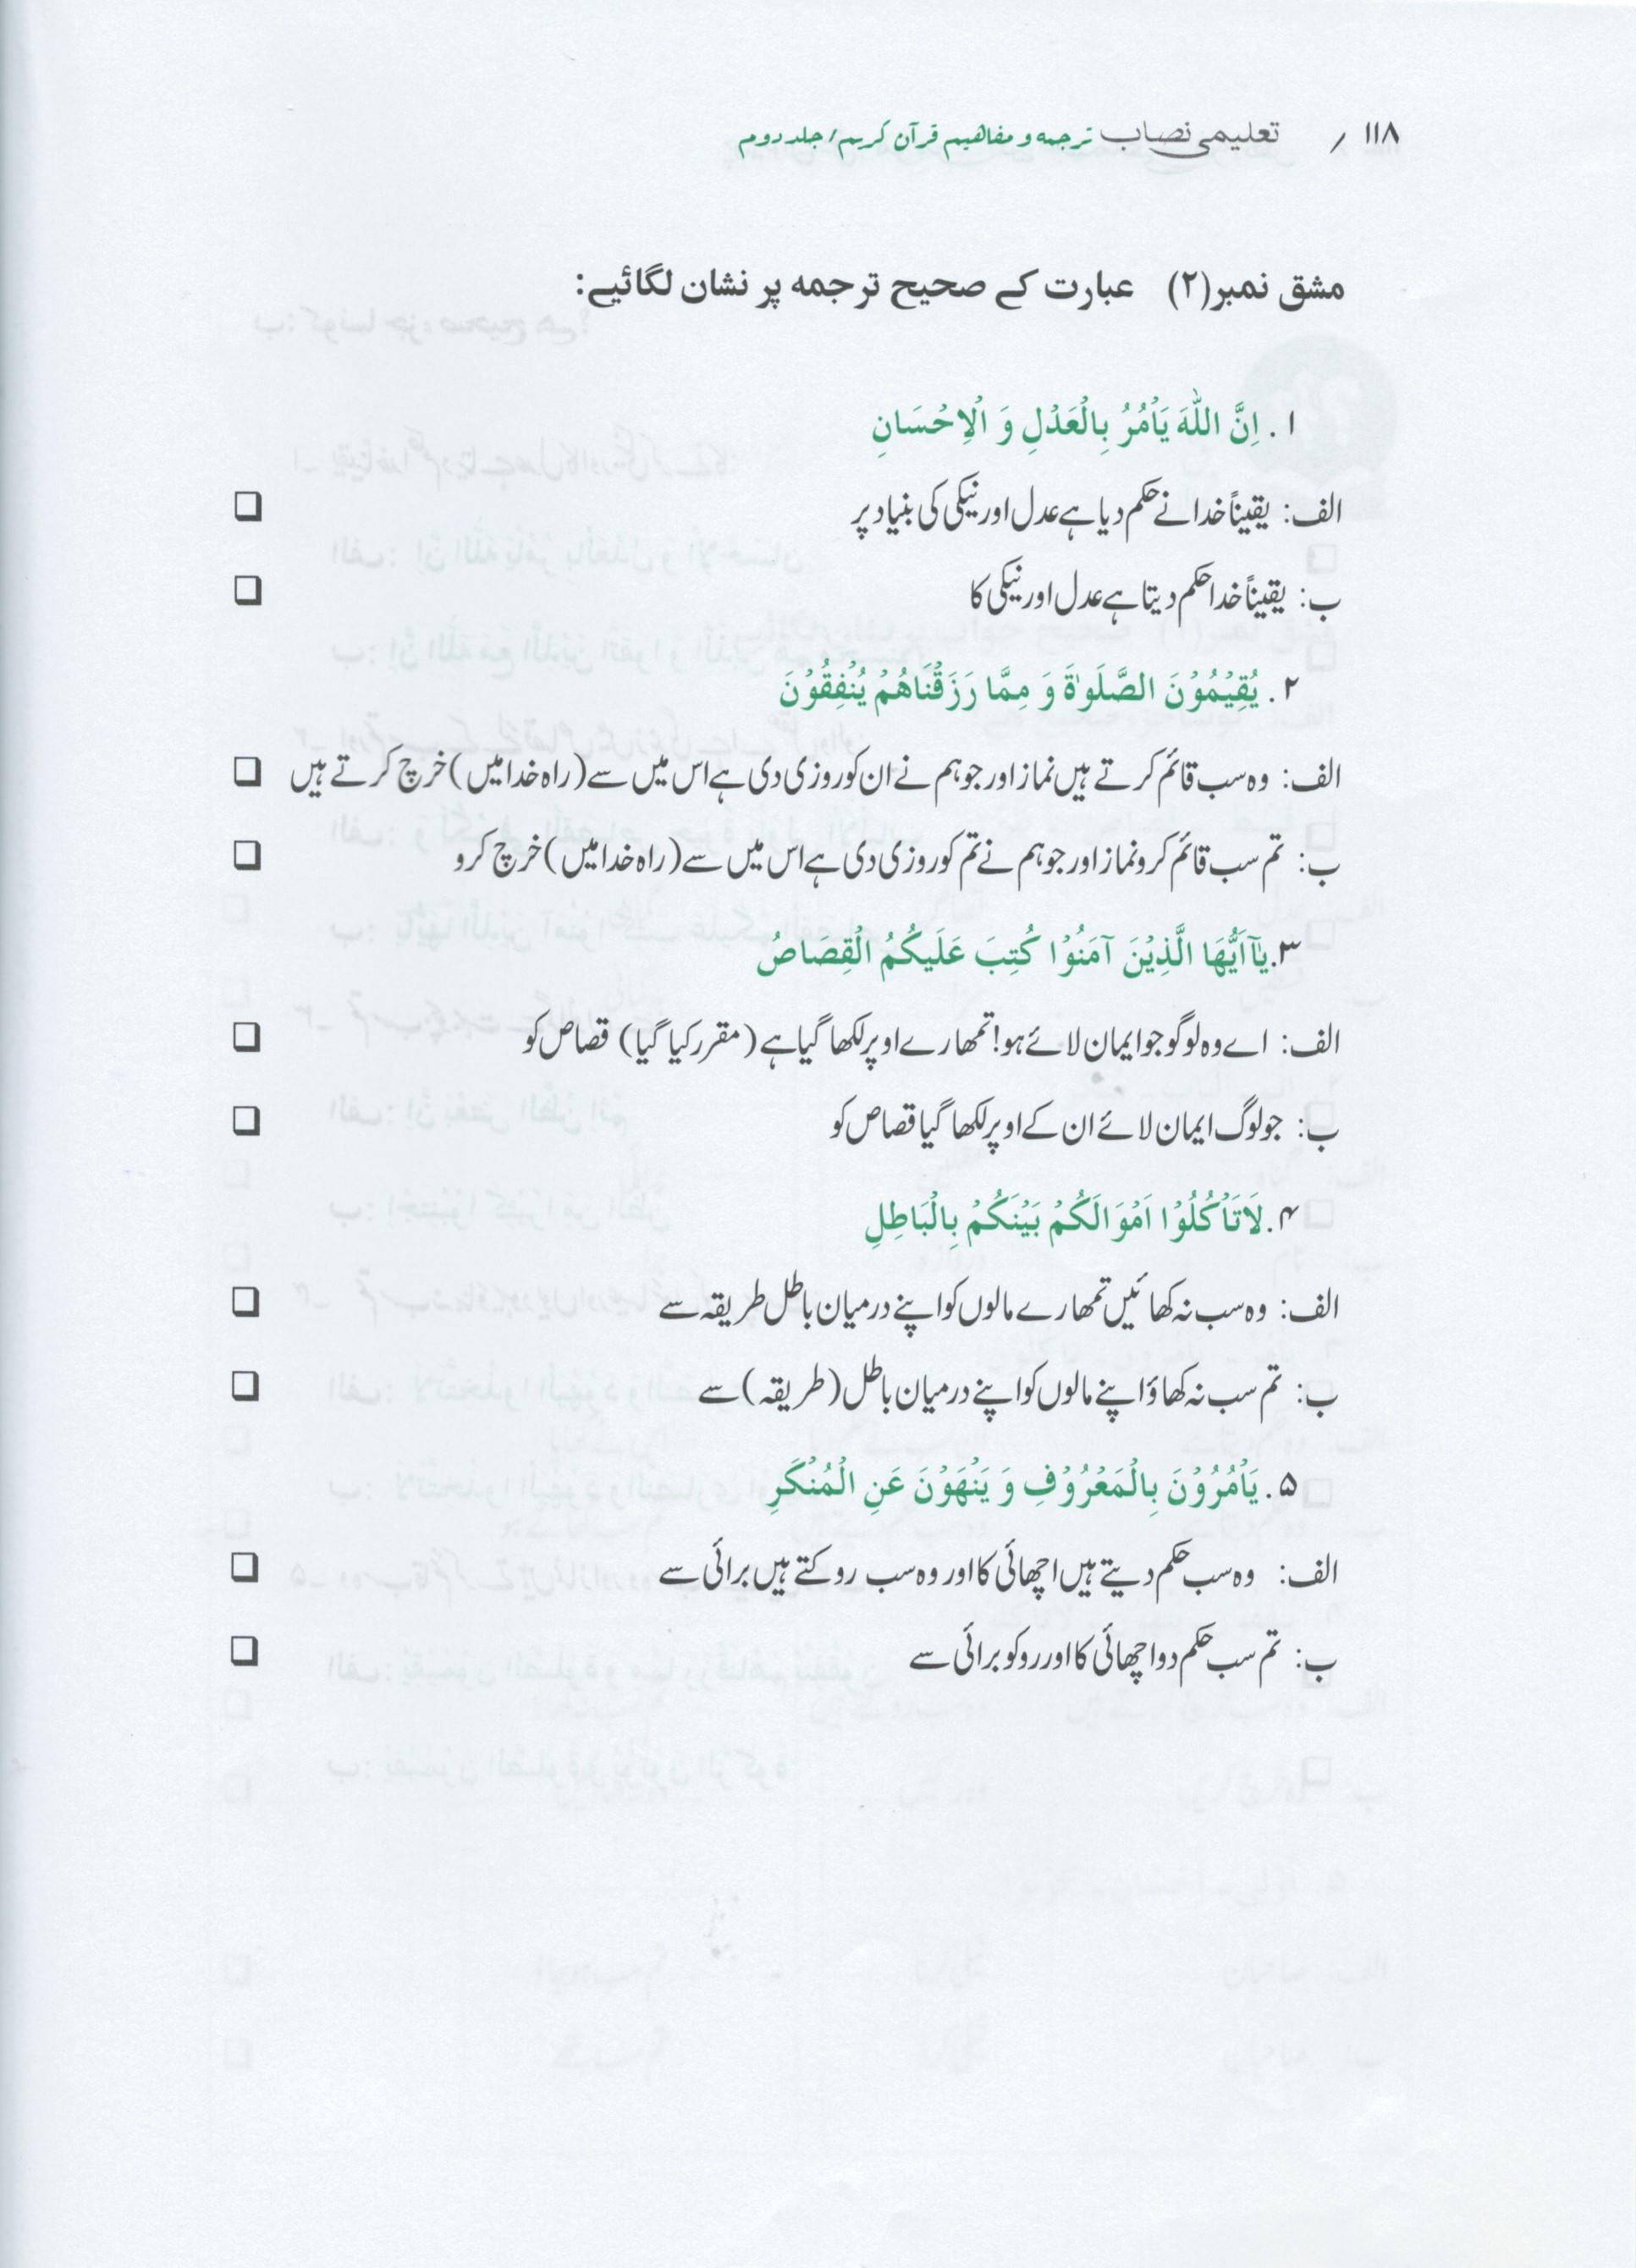 ۱۱۸ / تعلیمی نصاب ترجمه و مفاهیم قرآن کریم/جلد دوم
مشق نمبر(۲) عبارت کے صحیح ترجمہ پر نشان لگائیے:
۱. اِنَّ اللّٰهَ يَاْمُرُ بِالْعَدْلِ وَ الْاِحْسَانِ
الف: یقیناً خدا نے حکم دیا ہے عدل اور نیکی کی بنیاد پر ❑
ب: یقیناً خدا حکم دیتا ہے عدل اور نیکی کا ❑
۲. يُقِيْمُوْنَ الصَّلَوٰةَ وَ مِمَّا رَزَقْنَاهُمْ يُنْفِقُوْنَ
الف: وہ سب قائم کرتے ہیں نماز اور جو ہم نے ان کو روزی دی ہے اس میں سے (راہ خدا میں) خرچ کرتے ہیں ❑
ب: تم سب قائم کرو نماز اور جو ہم نے تم کو روزی دی ہے اس میں سے (راہ خدا میں) خرچ کرو ❑
۳. يٰآاَيُّهَا الَّذِيْنَ آمَنُوْا كُتِبَ عَلَيكُمُ الْقِصَاصُ
الف: اے وہ لوگو جو ایمان لائے ہو! تمھارے اوپر لکھا گیا ہے (مقرر کیا گیا) قصاص کو ❑
ب: جو لوگ ایمان لائے ان کے اوپر لکھا گیا قصاص کو ❑
۴. لَاتَاْكُلُوْا اَمْوَالَكُمْ بَيْنَكُمْ بِالْبَاطِلِ
الف: وہ سب نہ کھائیں تمھارے مالوں کو اپنے درمیان باطل طریقہ سے ❑
ب: تم سب نہ کھاؤ اپنے مالوں کو اپنے درمیان باطل (طریقہ) سے ❑
۵. يَاْمُرُوْنَ بِالْمَعْرُوْفِ وَ يَنْهَوْنَ عَنِ الْمُنْكَرِ
الف: وہ سب حکم دیتے ہیں اچھائی کا اور وہ سب روکتے ہیں برائی سے ❑
ب: تم سب حکم دو اچھائی کا اور روکو برائی سے ❑